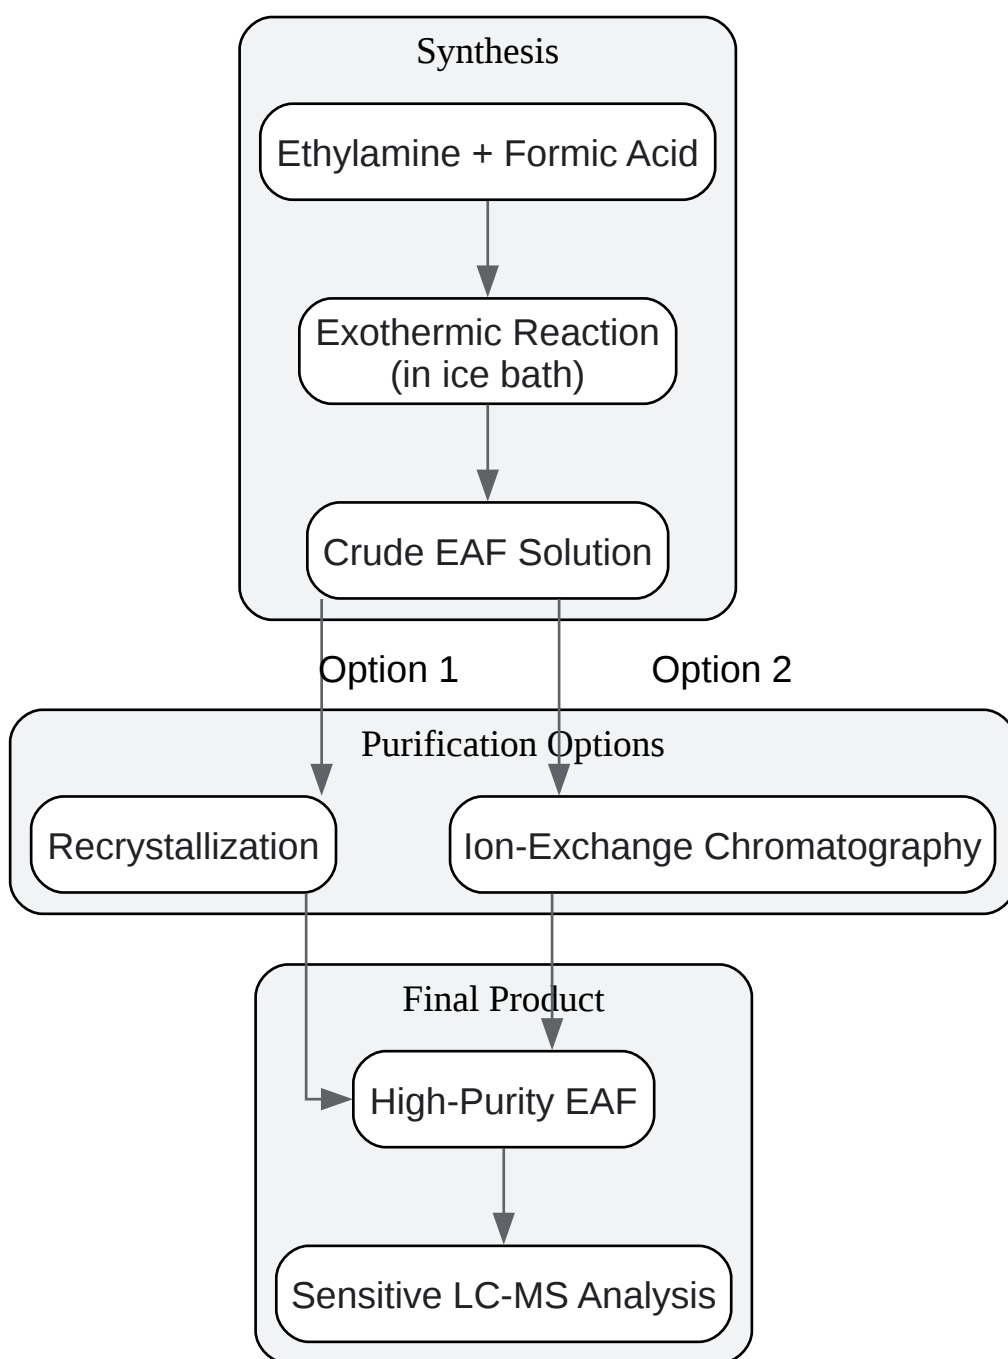 Synthesis
Ethylamine + Formic Acid
Exothermic Reaction
(in ice bath)
Crude EAF Solution
Option 1
Option 2
Purification Options
Recrystallization
Ion-Exchange Chromatography
Final Product
High-Purity EAF
Sensitive LC-MS Analysis